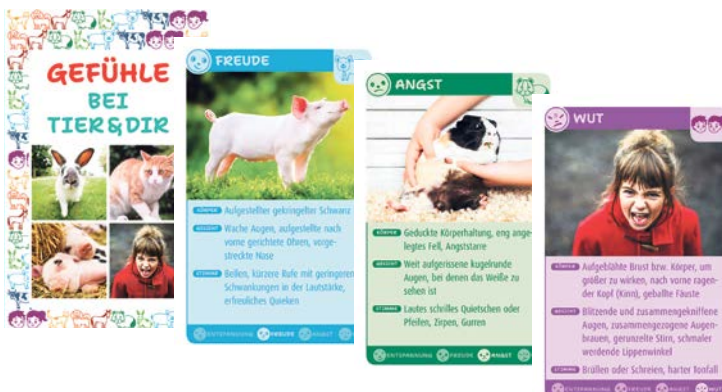 GEFÜHLE
BEI
TIER & DIR
FREUDE
KÖRPER Aufgestellter gekringelter Schwanz
GESICHT Wache Augen, aufgestellte nach
vorne gerichtete Ohren, vorge-
streckte Nase
STIMME Bellen, kürzere Rufe mit geringeren
Schwankungen in der Lautstärke,
erfreuliches Quieken
ENTSPANNUNG FREUDE ANGST
ANGST
KÖRPER Geduckte Körperhaltung, eng ange-
legtes Fell, Angststarre
GESICHT Weit aufgerissene kugelrunde
Augen, bei denen das Weiße zu
sehen ist
STIMME Lautes schrilles Quietschen oder
Pfeifen, Zirpen, Gurren
ENTSPANNUNG FREUDE ANGST
WUT
KÖRPER Aufgeblähte Brust bzw. Körper, um
größer zu wirken, nach vorne ragen-
der Kopf (Kinn), geballte Fäuste
GESICHT Blitzende und zusammengekniffene
Augen, zusammengezogene Augen-
brauen, gerunzelte Stirn, schmaler
werdende Lippenwinkel
STIMME Brüllen oder Schreien, harter Tonfall
ENTSPANNUNG FREUDE ANGST WUT